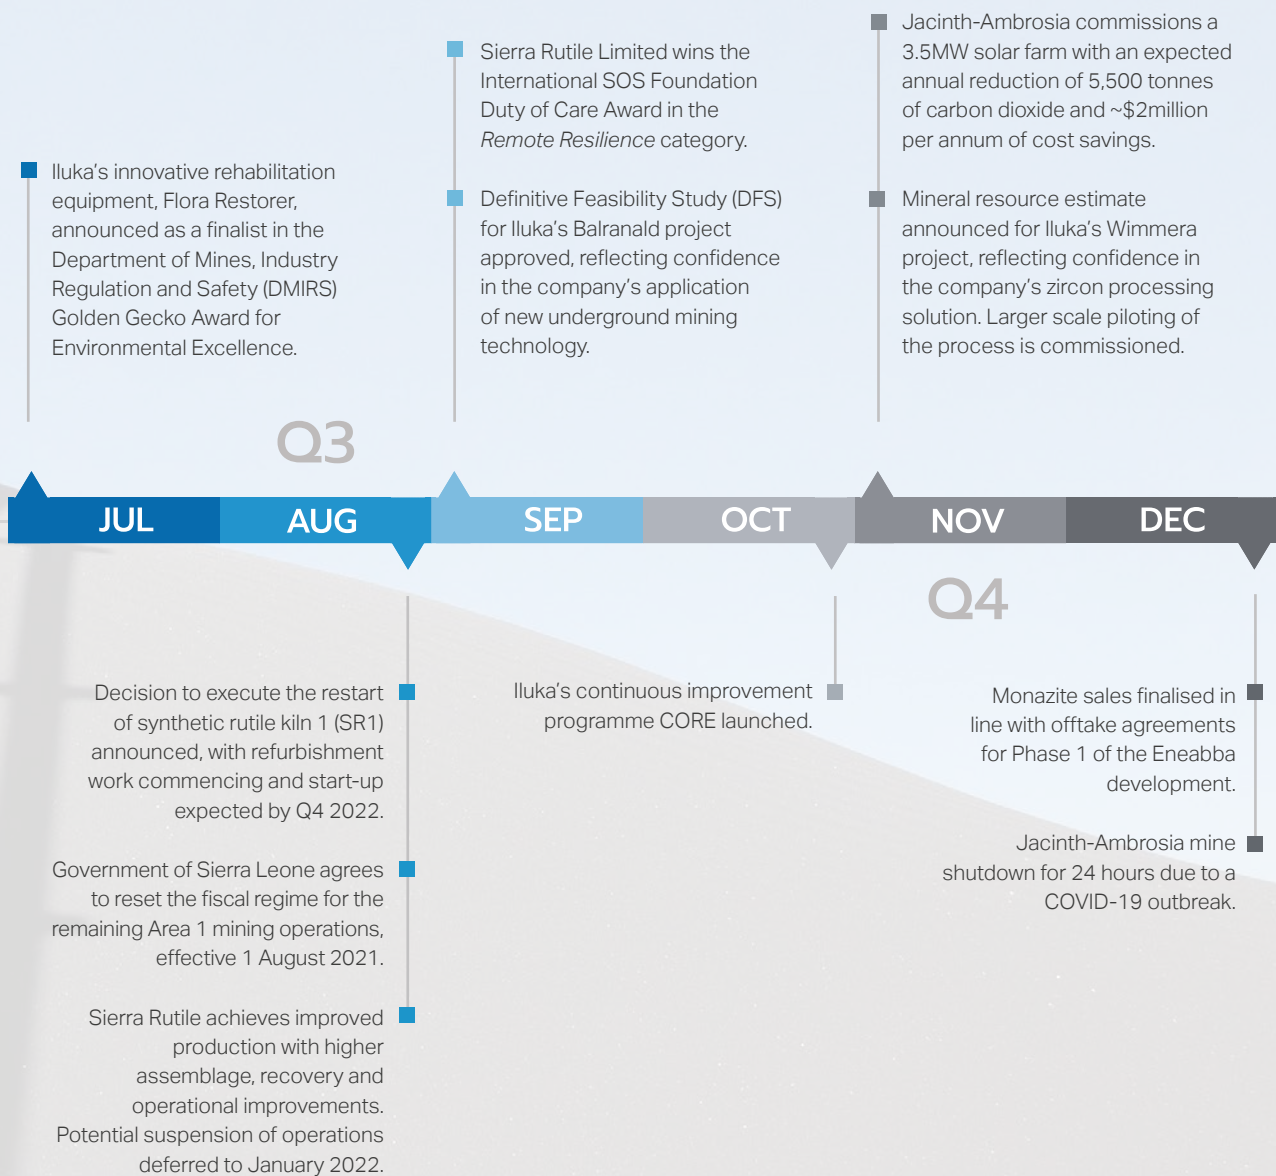 Iluka's innovative rehabilitation
equipment, Flora Restorer,
announced as a finalist in the
Department of Mines, Industry
Regulation and Safety (DMIRS)
Golden Gecko Award for
Environmental Excellence.
Sierra Rutile Limited wins the
International SOS Foundation
Duty of Care Award in the
Remote Resilience category.
Definitive Feasibility Study (DFS)
for Iluka's Balranald project
approved, reflecting confidence
in the company's application
of new underground mining
technology.
Jacinth-Ambrosia commissions a
3.5MW solar farm with an expected
annual reduction of 5,500 tonnes
of carbon dioxide and ~$2million
per annum of cost savings.
Mineral resource estimate
announced for Iluka's Wimmera
project, reflecting confidence in
the company's zircon processing
solution. Larger scale piloting of
the process is commissioned.
Q3
JUL
AUG
SEP
OCT
NOV
DEC
Q4
Decision to execute the restart
of synthetic rutile kiln 1 (SR1)
announced, with refurbishment
work commencing and start-up
expected by Q4 2022.
Government of Sierra Leone agrees
to reset the fiscal regime for the
remaining Area 1 mining operations,
effective 1 August 2021.
Sierra Rutile achieves improved
production with higher
assemblage, recovery and
operational improvements.
Potential suspension of operations
deferred to January 2022.
Iluka's continuous improvement
programme CORE launched.
Monazite sales finalised in
line with offtake agreements
for Phase 1 of the Eneabba
development.
Jacinth-Ambrosia mine
shutdown for 24 hours due to a
COVID-19 outbreak.